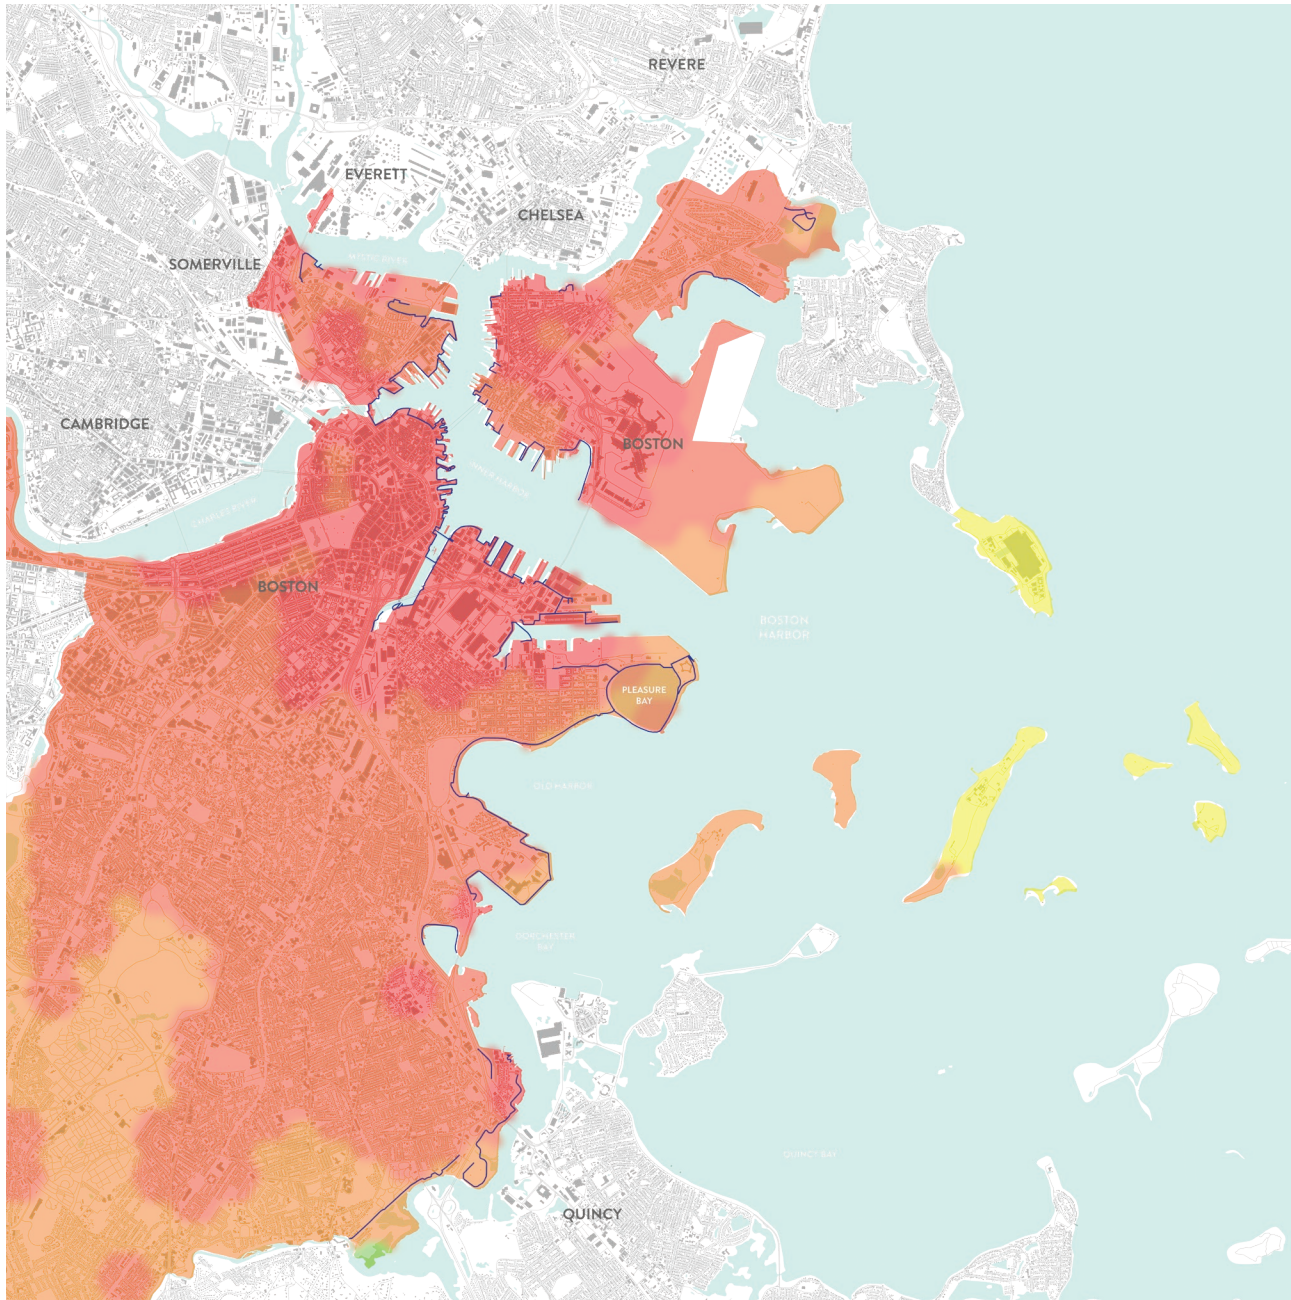 REVERE
EVERETT
CHELSEA
SOMERVILLE
MYSTIC RIVER
CAMBRIDGE
BOSTON
INNER HARBOR
CHARLES RIVER
BOSTON
BOSTON
HARBOR
PLEASURE
BAY
OLD HARBOR
DORCHESTER
BAY
QUINCY BAY
QUINCY